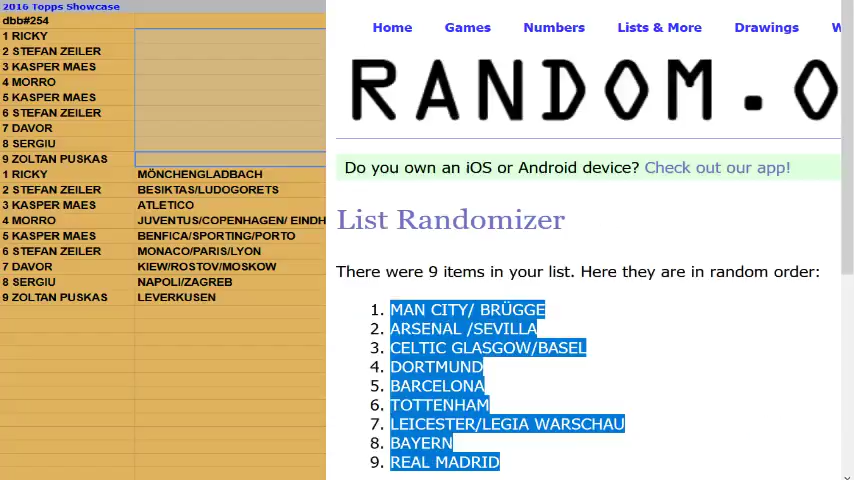 2016 Topps Showcase
dbb#254
1 RICKY
2 STEFAN ZEILER
3 KASPER MAES
4 MORRO
5 KASPER MAES
6 STEFAN ZEILER
7 DAVOR
8 SERGIU
9 ZOLTAN PUSKAS
1 RICKY MÖNCHENGLADBACH
2 STEFAN ZEILER BESIKTAS/LUDOGORETS
3 KASPER MAES ATLETICO
4 MORRO JUVENTUS/COPENHAGEN/ EINDH
5 KASPER MAES BENFICA/SPORTING/PORTO
6 STEFAN ZEILER MONACO/PARIS/LYON
7 DAVOR KIEW/ROSTOV/MOSKOW
8 SERGIU NAPOLI/ZAGREB
9 ZOLTAN PUSKAS LEVERKUSEN
Home Games Numbers Lists & More Drawings W
RANDOM.O
Do you own an iOS or Android device? Check out our app!
List Randomizer
There were 9 items in your list. Here they are in random order:
1. MAN CITY/ BRÜGGE
2. ARSENAL /SEVILLA
3. CELTIC GLASGOW/BASEL
4. DORTMUND
5. BARCELONA
6. TOTTENHAM
7. LEICESTER/LEGIA WARSCHAU
8. BAYERN
9. REAL MADRID